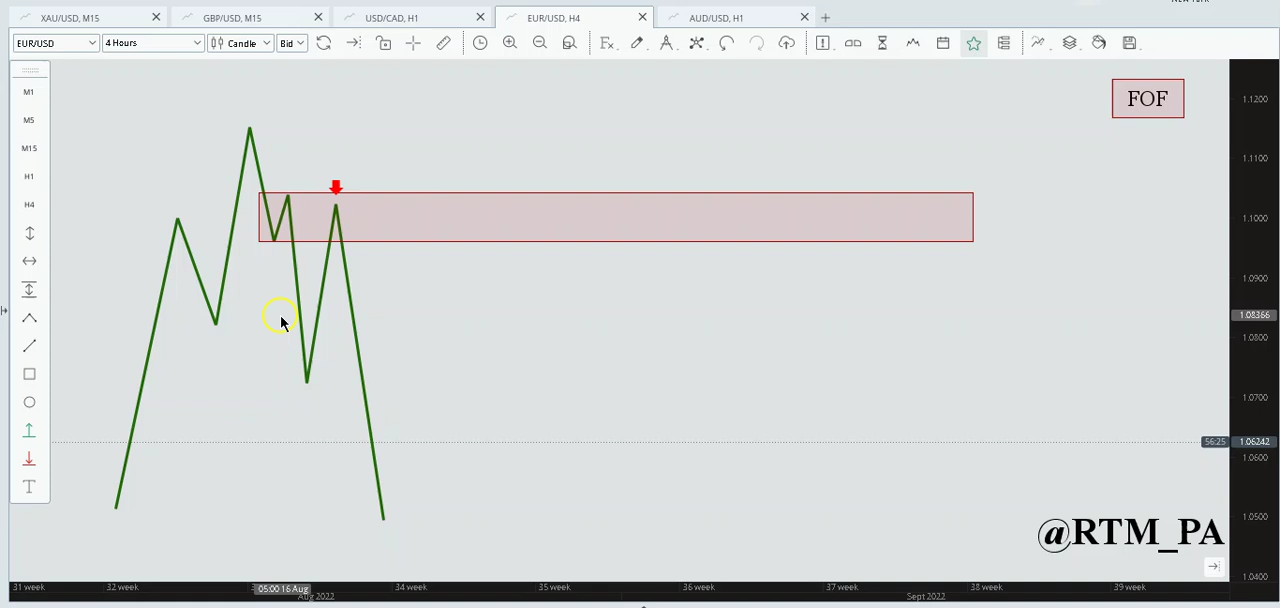 XAU/USD, M15
GBP/USD, M15
USD/CAD, H1
EUR/USD, H4
AUD/USD, H1
EUR/USD
4 Hours
Candle
Bid
M1
M5
M15
H1
H4
FOF
1.1200
1.1100
1.1000
1.0900
1.08366
1.0800
1.0700
56:25
1.06242
1.0600
1.0500
1.0400
@RTM_PA
31 week
32 week
05:00 16 Aug
34 week
35 week
36 week
37 week
38 week
39 week
Aug 2022
Sept 2022